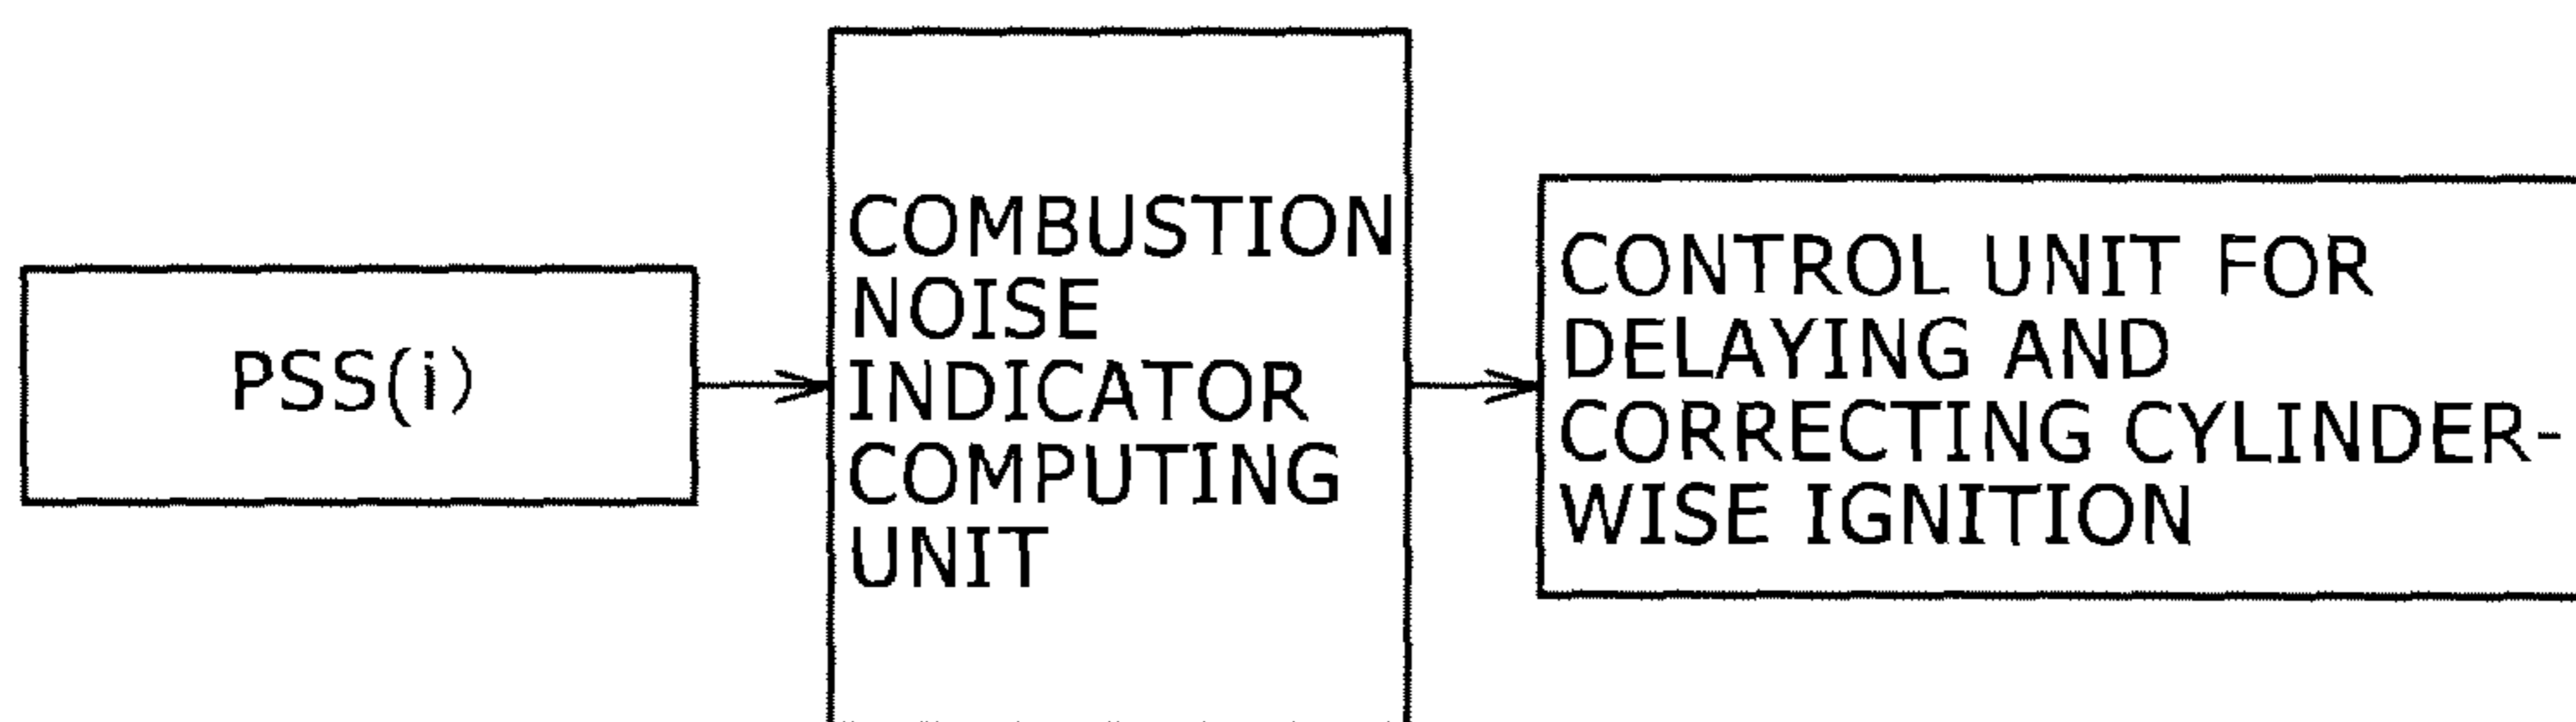 PSS(i)
COMBUSTION
NOISE
INDICATOR
COMPUTING
UNIT
CONTROL UNIT FOR
DELAYING AND
CORRECTING CYLINDER-
WISE IGNITION